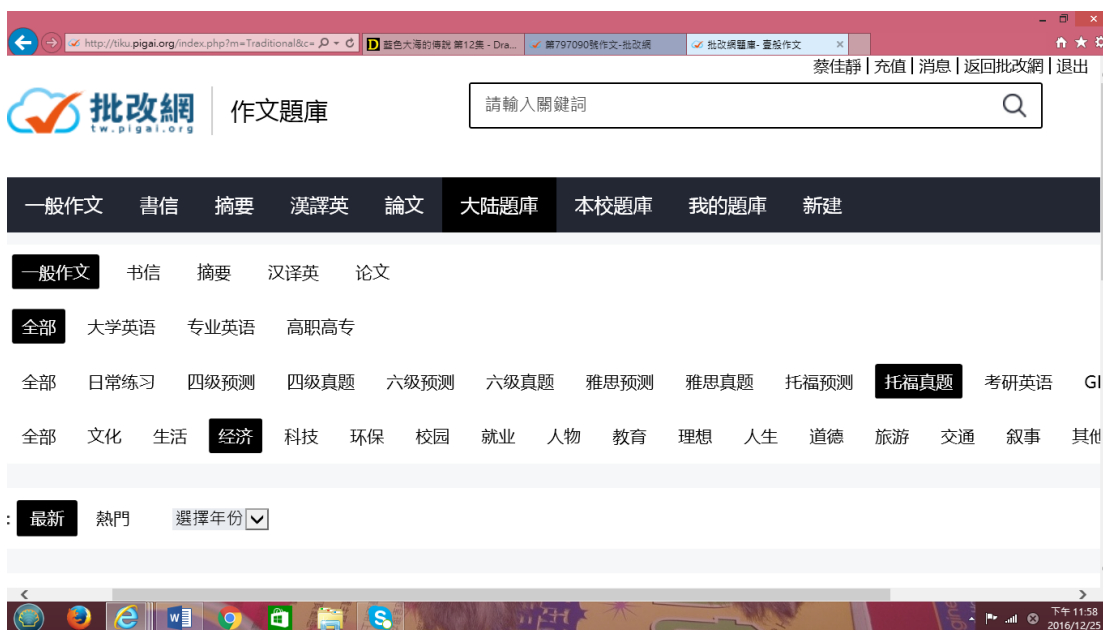 http://tiku.pigai.org/index.php?m=Traditional&c=
D 藍色大海的傳說 第12集 - Dra...
第797090號作文-批改網
批改網題庫- 壹般作文
蔡佳靜 | 充值 | 消息 | 返回批改網 | 退出
批改網
tw.pigai.org
作文題庫
請輸入關鍵詞
一般作文 書信 摘要 漢譯英 論文 大陆題庫 本校題庫 我的題庫 新建
一般作文 书信 摘要 汉译英 论文
全部 大学英语 专业英语 高职高专
全部 日常练习 四级预测 四级真题 六级预测 六级真题 雅思预测 雅思真题 托福预测 托福真题 考研英语 GI
全部 文化 生活 经济 科技 环保 校园 就业 人物 教育 理想 人生 道德 旅游 交通 叙事 其他
: 最新 熱門 選擇年份
下午 11:58
2016/12/25